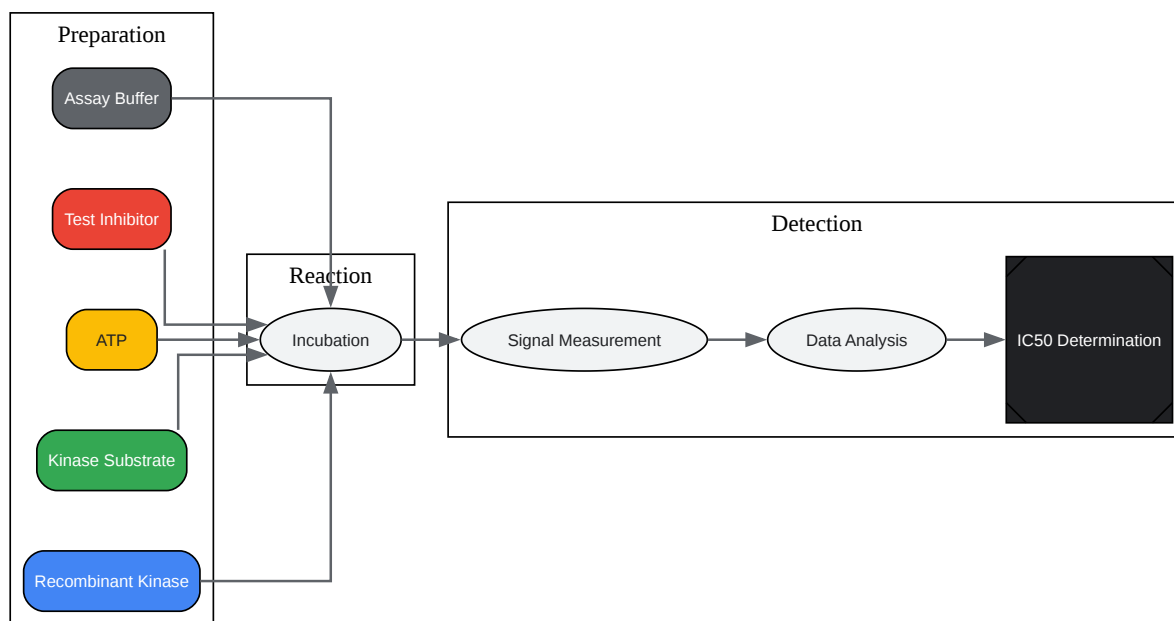 Preparation
Assay Buffer
Test Inhibitor
ATP
Kinase Substrate
Recombinant Kinase
Reaction
Incubation
Detection
Signal Measurement
Data Analysis
IC50 Determination